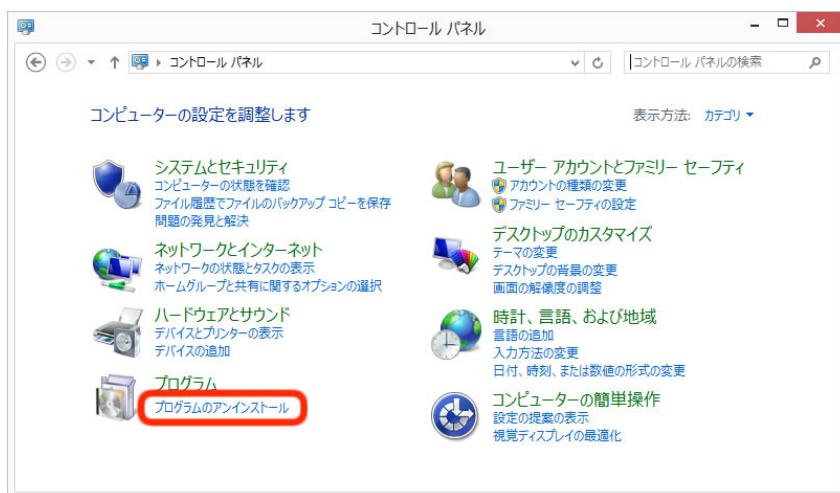 コントロール パネル
コントロール パネル
コントロール パネルの検索
コンピューターの設定を調整します
表示方法: カテゴリ
システムとセキュリティ
コンピューターの状態を確認
ファイル履歴でファイルのバックアップ コピーを保存
問題の発見と解決
ネットワークとインターネット
ネットワークの状態とタスクの表示
ホームグループと共有に関するオプションの選択
ハードウェアとサウンド
デバイスとプリンターの表示
デバイスの追加
プログラム
プログラムのアンインストール
ユーザー アカウントとファミリー セーフティ
アカウントの種類の変更
ファミリー セーフティの設定
デスクトップのカスタマイズ
テーマの変更
デスクトップの背景の変更
画面の解像度の調整
時計、言語、および地域
言語の追加
入力方法の変更
日付、時刻、または数値の形式の変更
コンピューターの簡単操作
設定の提案の表示
視覚ディスプレイの最適化